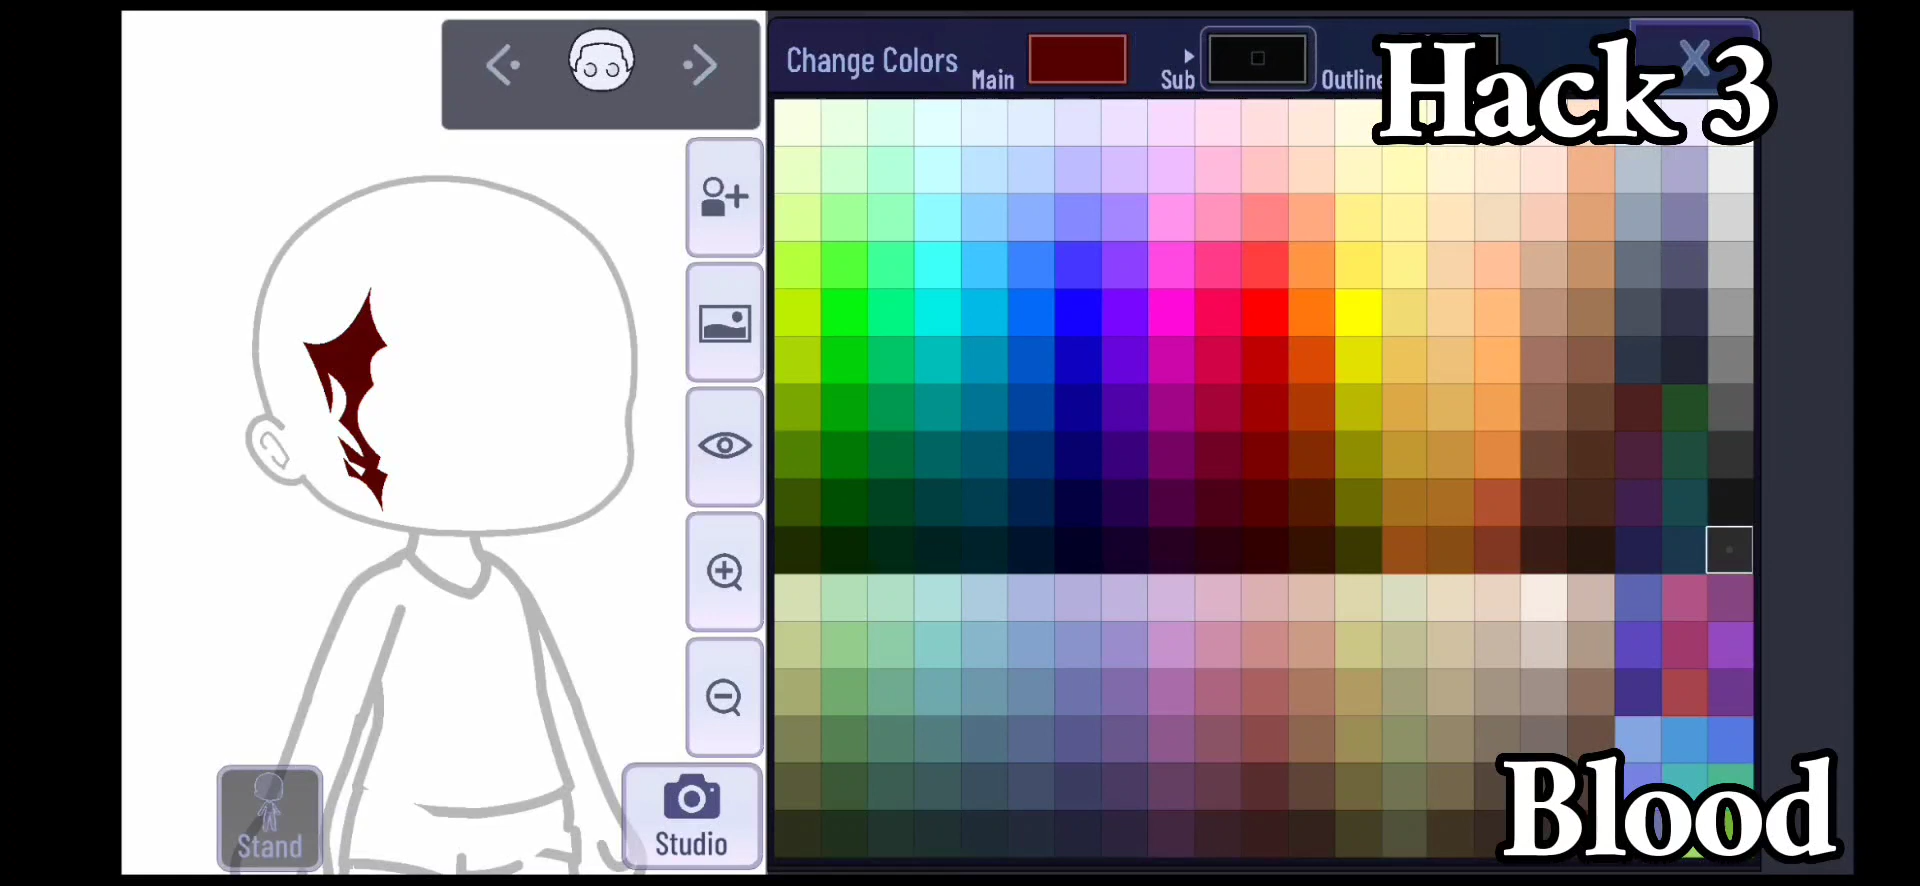 Change Colors
Main
Sub
Outline
X
Hack 3
Stand
Studio
Blood